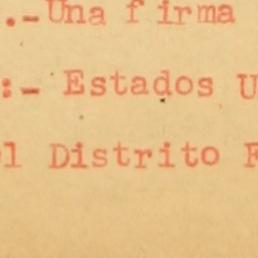 .-Una firma
:- Estados U
l Distrito F